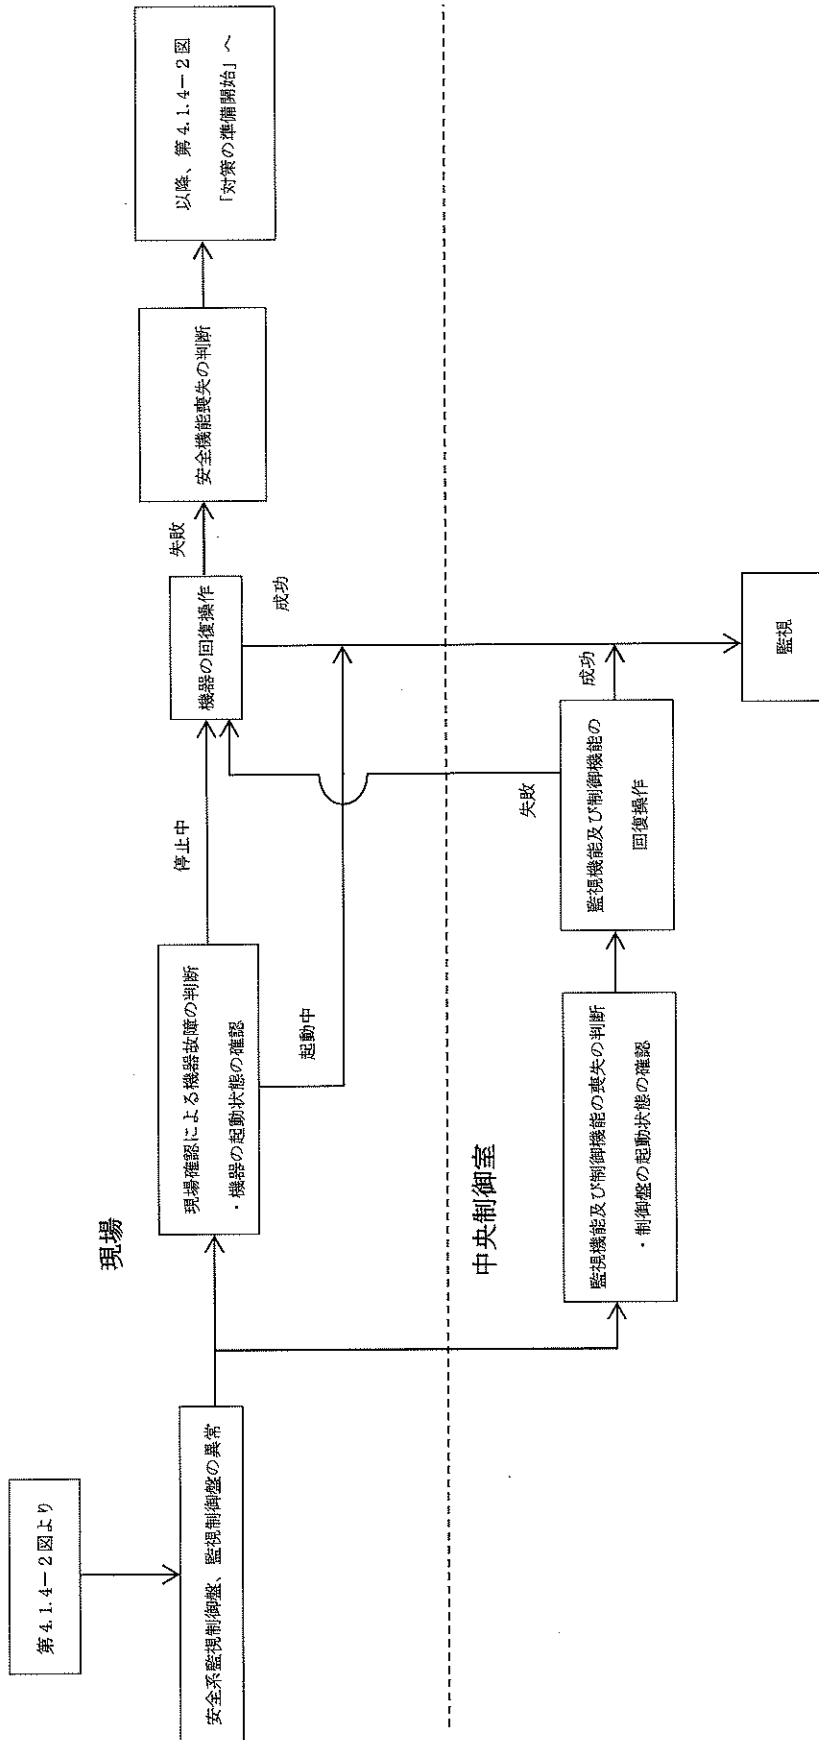 第4.1.4-2図より
安全系監視制御盤、監視制御盤の異常
現場
現場確認による機器故障の判断
・機器の起動状態の確認
停止中
起動中
機器の回復操作
失敗
成功
安全機能喪失の判断
以降、第4.1.4-2図
「対策の準備開始」へ
中央制御室
監視機能及び制御機能の喪失の判断
・制御盤の起動状態の確認
監視機能及び制御機能の
回復操作
失敗
成功
監視